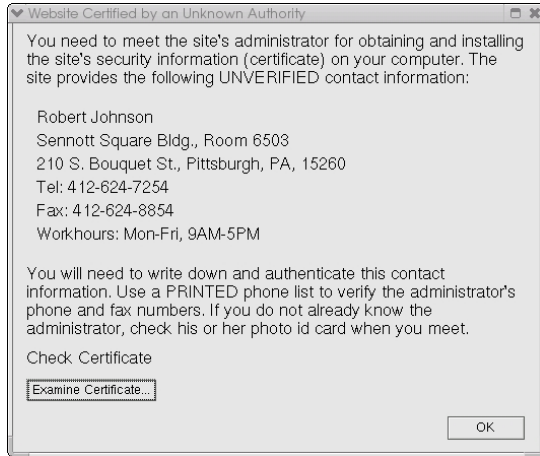 Website Certified by an Unknown Authority
You need to meet the site's administrator for obtaining and installing
the site's security information (certificate) on your computer. The
site provides the following UNVERIFIED contact information:
Robert Johnson
Sennott Square Bldg., Room 6503
210 S. Bouquet St., Pittsburgh, PA, 15260
Tel: 412-624-7254
Fax: 412-624-8854
Workhours: Mon-Fri, 9AM-5PM
You will need to write down and authenticate this contact
information. Use a PRINTED phone list to verify the administrator's
phone and fax numbers. If you do not already know the
administrator, check his or her photo id card when you meet.
Check Certificate
Examine Certificate...
OK